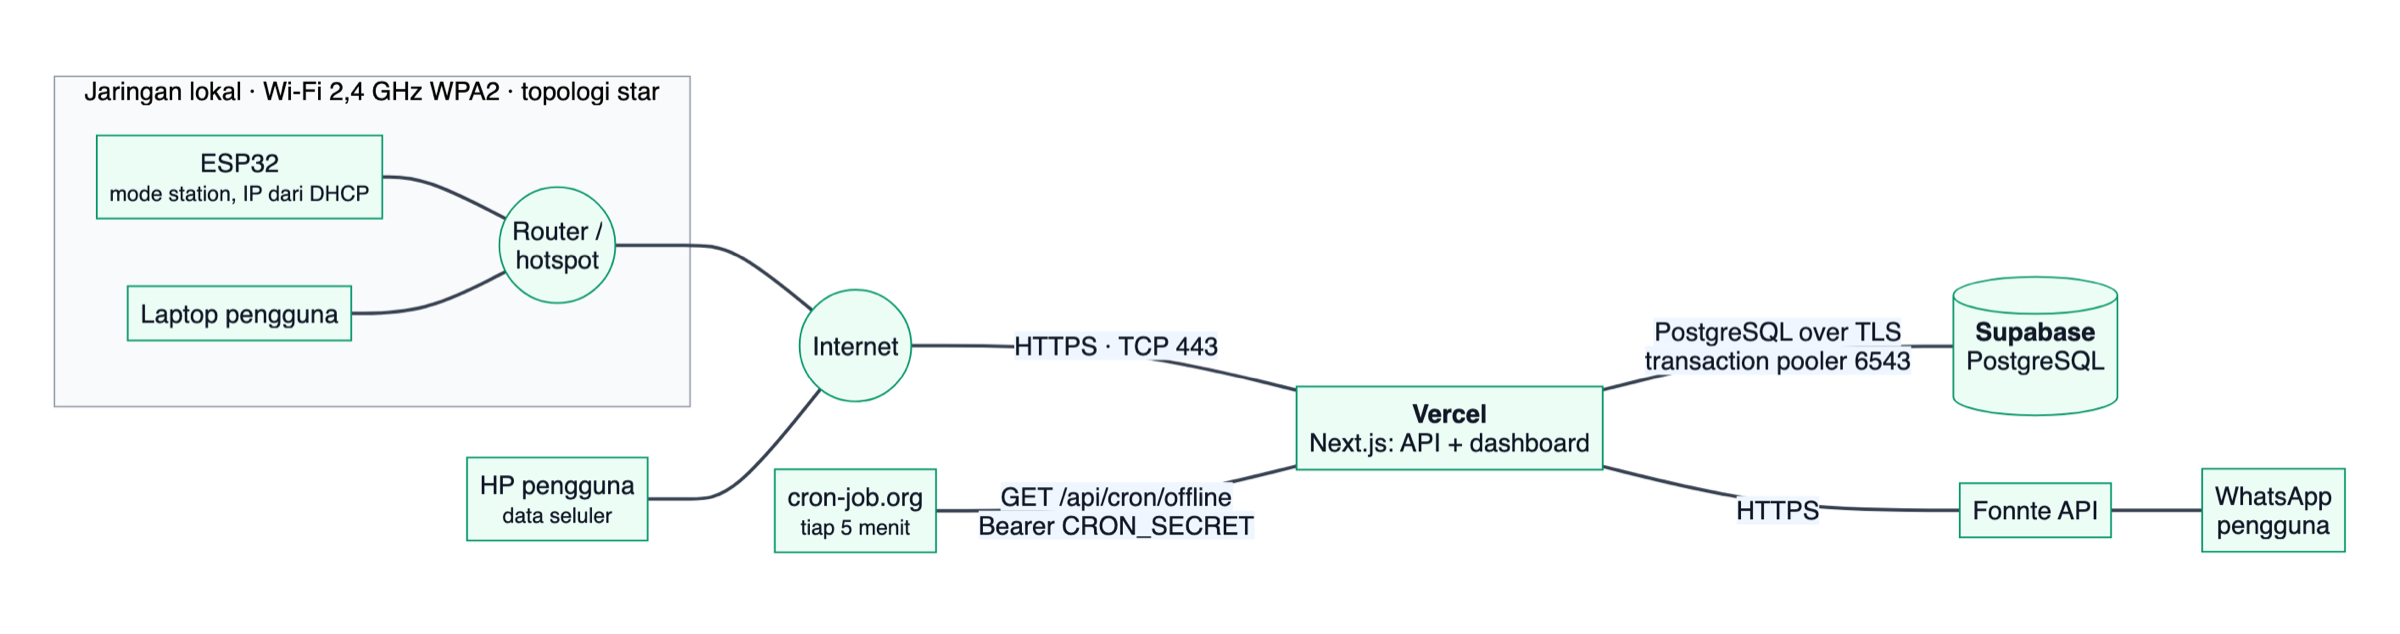 Jaringan lokal · Wi-Fi 2,4 GHz WPA2 · topologi star
ESP32
mode station, IP dari DHCP
Router /
hotspot
Laptop pengguna
Internet
HTTPS · TCP 443
HP pengguna
data seluler
cron-job.org
tiap 5 menit
GET /api/cron/offline
Bearer CRON_SECRET
Vercel
Next.js: API + dashboard
PostgreSQL over TLS
transaction pooler 6543
Supabase
PostgreSQL
HTTPS
Fonnte API
WhatsApp
pengguna